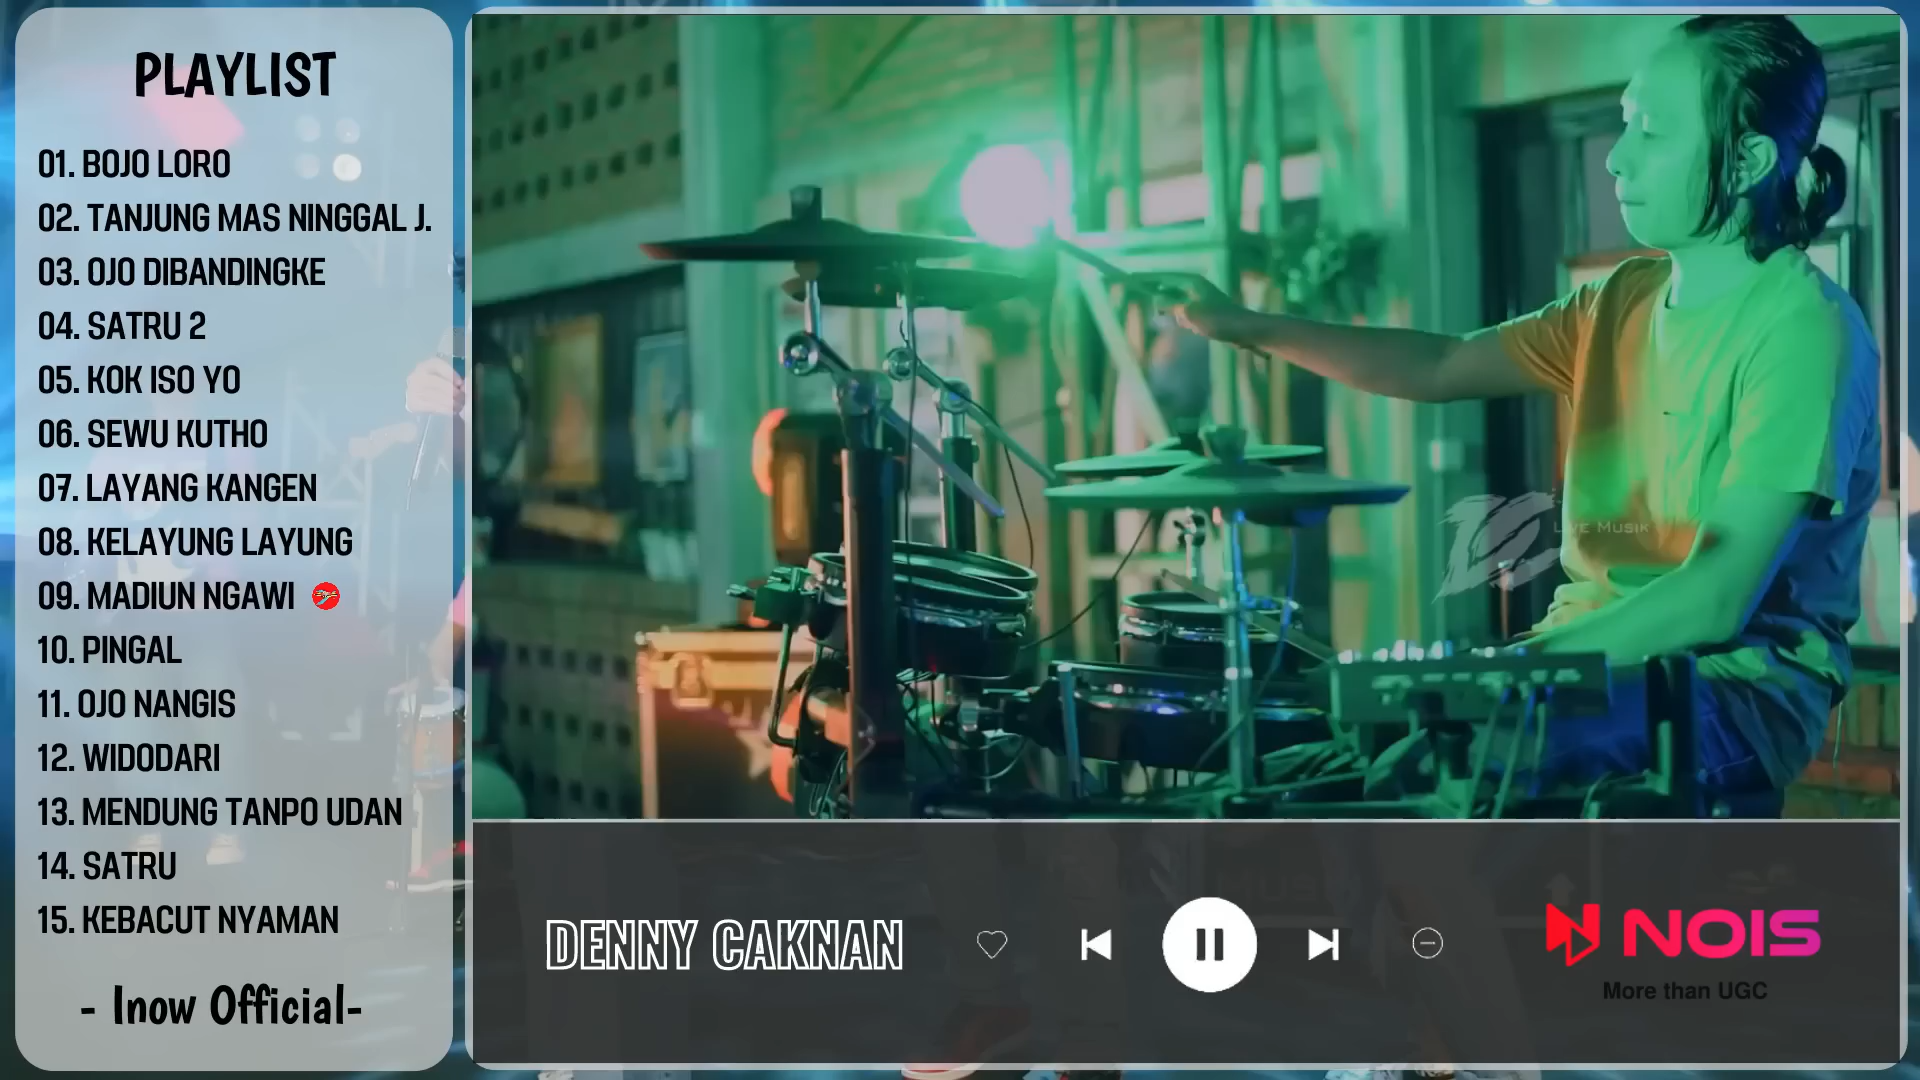 PLAYLIST
01. BOJO LORO
02. TANJUNG MAS NINGGAL J.
03. OJO DIBANDINGKE
04. SATRU 2
05. KOK ISO YO
06. SEWU KUTHO
07. LAYANG KANGEN
08. KELAYUNG LAYUNG
09. MADIUN NGAWI
10. PINGAL
11. OJO NANGIS
12. WIDODARI
13. MENDUNG TANPO UDAN
14. SATRU
15. KEBACUT NYAMAN
- Inow Official-
LIVE MUSIK
DENNY CAKNAN
NOIS
More than UGC